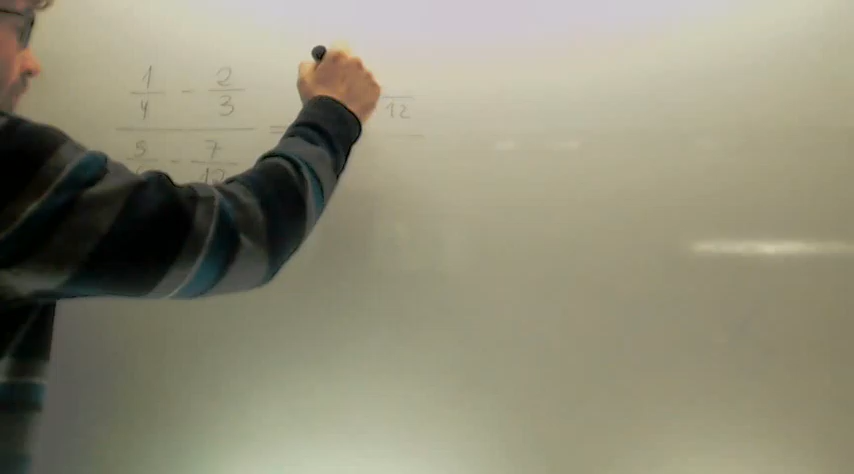 1/4 - 2/3
=
12
5/ - 7/12